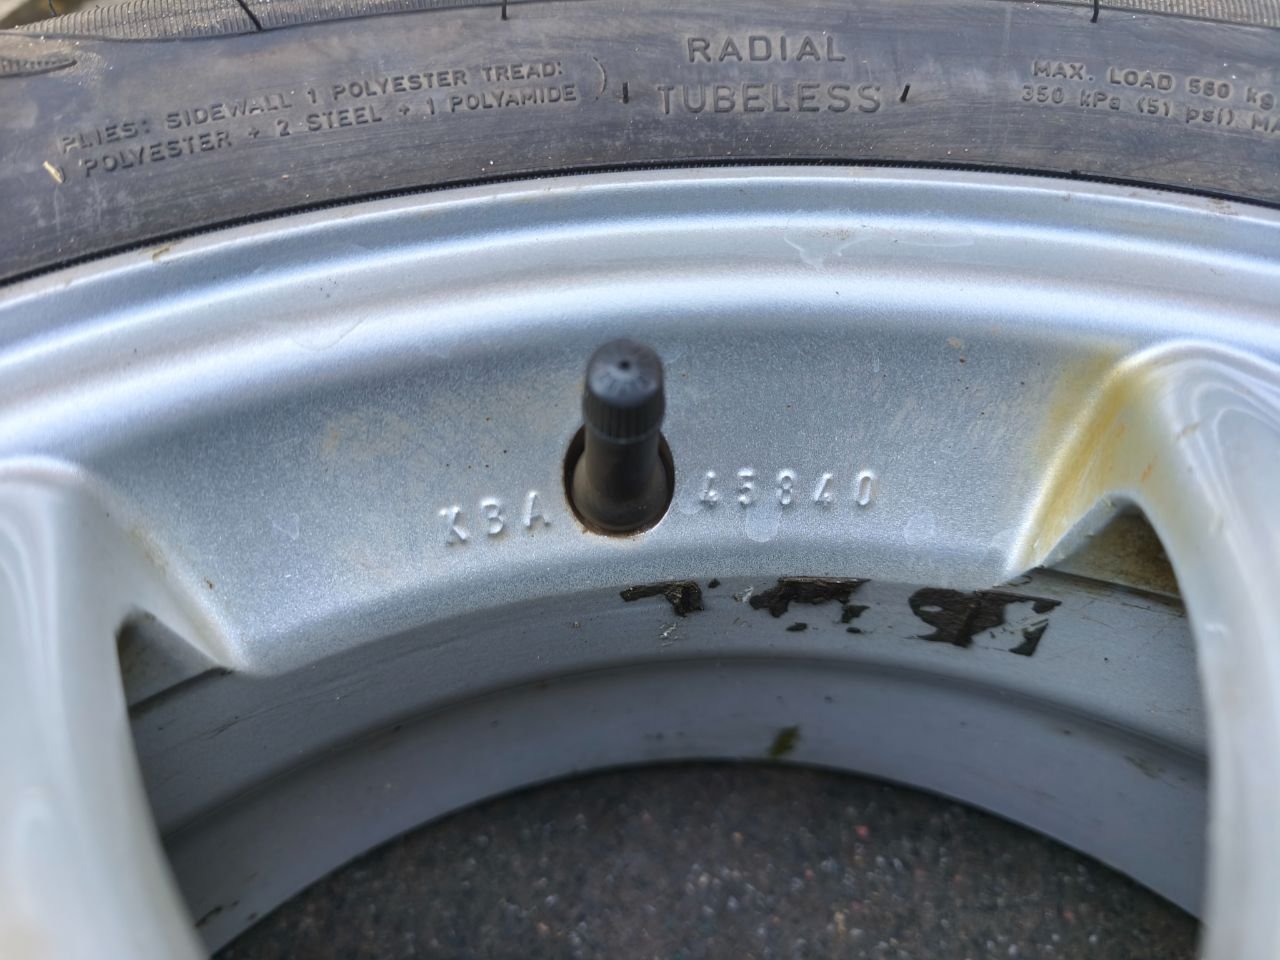 PLIES: SIDEWALL 1 POLYESTER TREAD:
1 POLYESTER + 2 STEEL + 1 POLYAMIDE
RADIAL
TUBELESS
MAX. LOAD 560 kg
350 kPa (51 psi)
KBA 45840